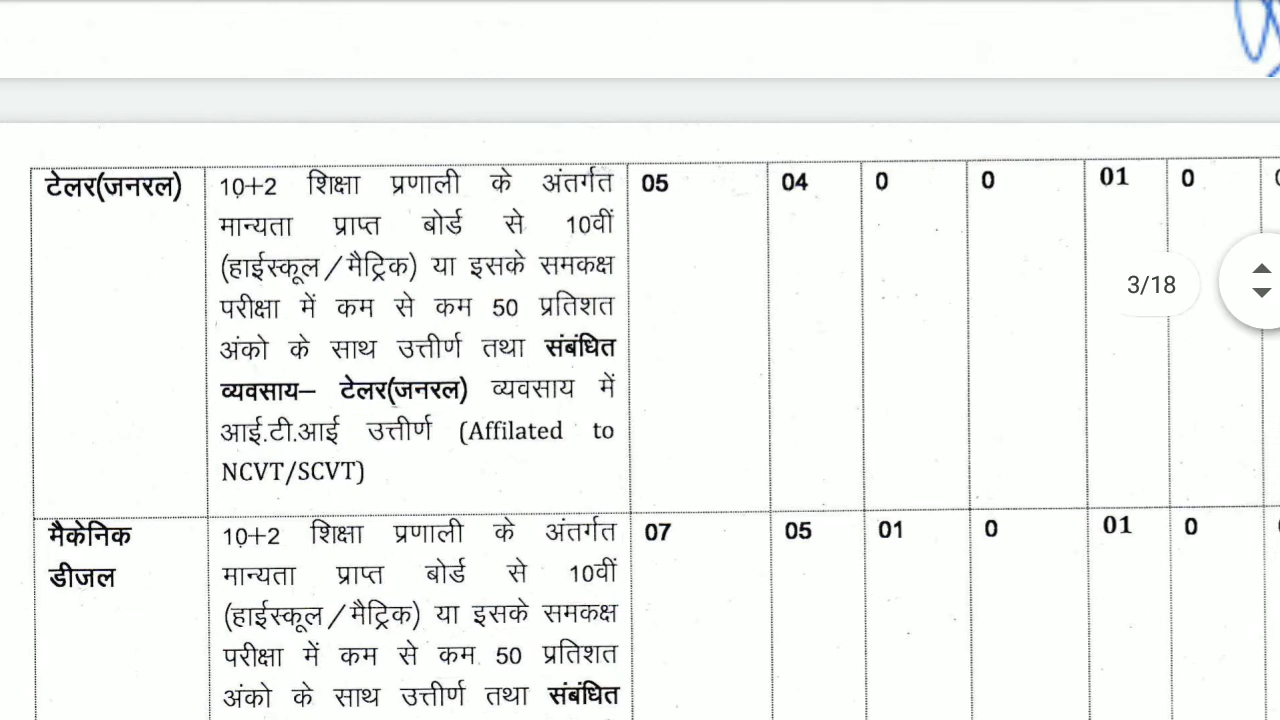 टेलर(जनरल)
10+2 शिक्षा प्रणाली के अंतर्गत
मान्यता प्राप्त बोर्ड से 10वीं
(हाईस्कूल/मैट्रिक) या इसके समकक्ष
परीक्षा में कम से कम 50 प्रतिशत
अंको के साथ उत्तीर्ण तथा संबंधित
व्यवसाय– टेलर(जनरल) व्यवसाय में
आई.टी.आई उत्तीर्ण (Affilated to
NCVT/SCVT)
05 04 0 0 01 0
3/18
मैकेनिक
डीजल
10+2 शिक्षा प्रणाली के अंतर्गत
मान्यता प्राप्त बोर्ड से 10वीं
(हाईस्कूल/मैट्रिक) या इसके समकक्ष
परीक्षा में कम से कम 50 प्रतिशत
अंको के साथ उत्तीर्ण तथा संबंधित
07 05 01 0 01 0